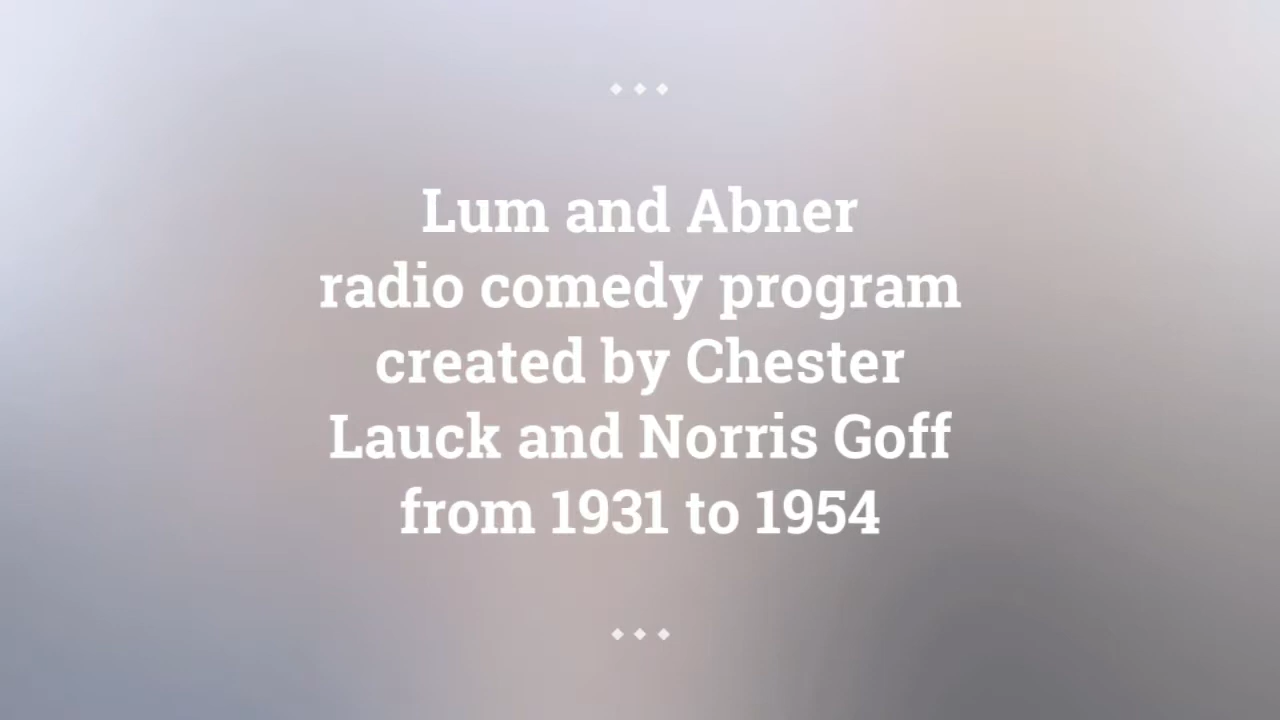 Lum and Abner
radio comedy program
created by Chester
Lauck and Norris Goff
from 1931 to 1954